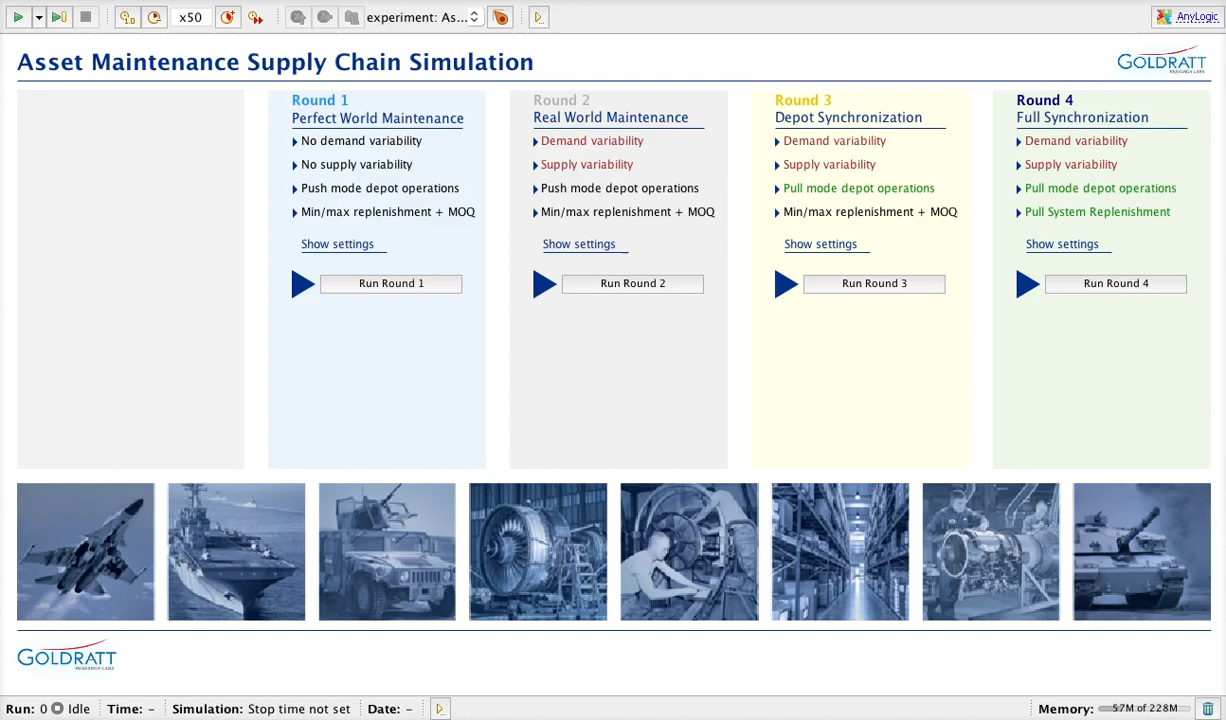 x50
experiment: As...
AnyLogic
Asset Maintenance Supply Chain Simulation
GOLDRATT
RESEARCH LABS
Round 1
Perfect World Maintenance
No demand variability
No supply variability
Push mode depot operations
Min/max replenishment + MOQ
Show settings
Run Round 1
Round 2
Real World Maintenance
Demand variability
Supply variability
Push mode depot operations
Min/max replenishment + MOQ
Show settings
Run Round 2
Round 3
Depot Synchronization
Demand variability
Supply variability
Pull mode depot operations
Min/max replenishment + MOQ
Show settings
Run Round 3
Round 4
Full Synchronization
Demand variability
Supply variability
Pull mode depot operations
Pull System Replenishment
Show settings
Run Round 4
GOLDRATT
RESEARCH LABS
Run: 0 Idle Time: – Simulation: Stop time not set Date: – Memory: 57M of 228M